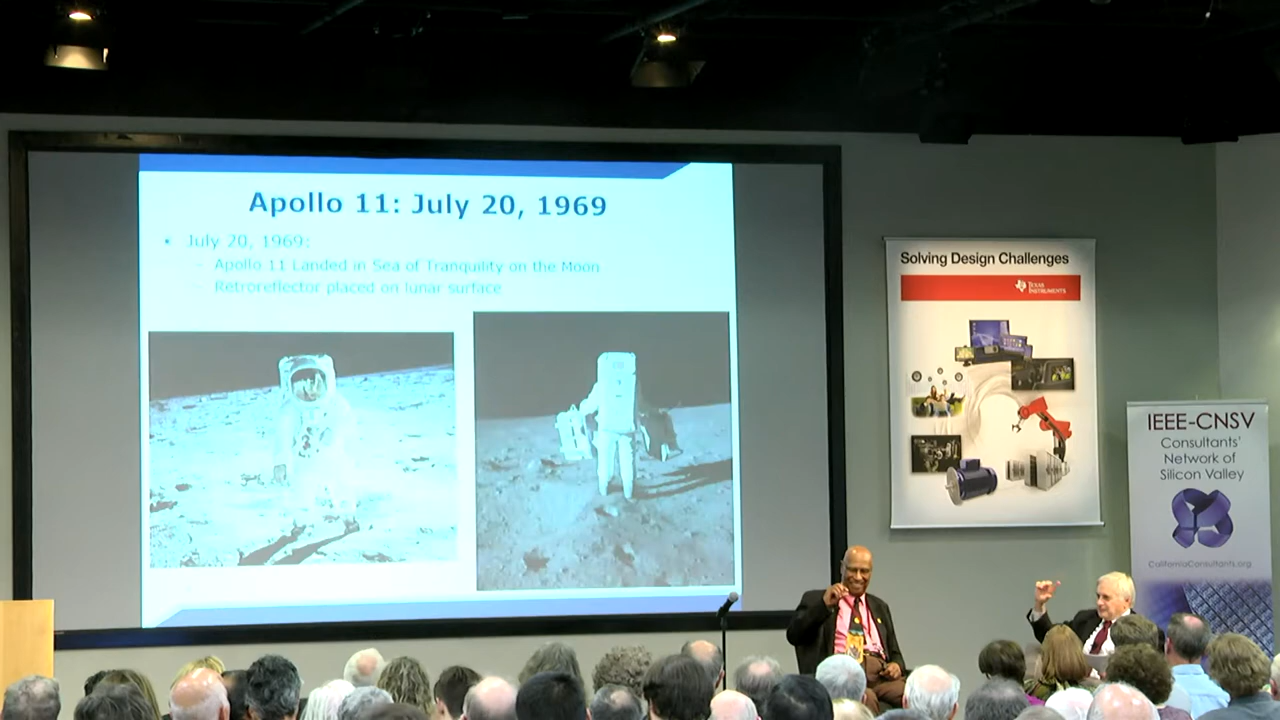 Apollo 11: July 20, 1969
• July 20, 1969:
– Apollo 11 Landed in Sea of Tranquility on the Moon
– Retroreflector placed on lunar surface
Solving Design Challenges
TEXAS
INSTRUMENTS
IEEE-CNSV
Consultants'
Network of
Silicon Valley
CaliforniaConsultants.org